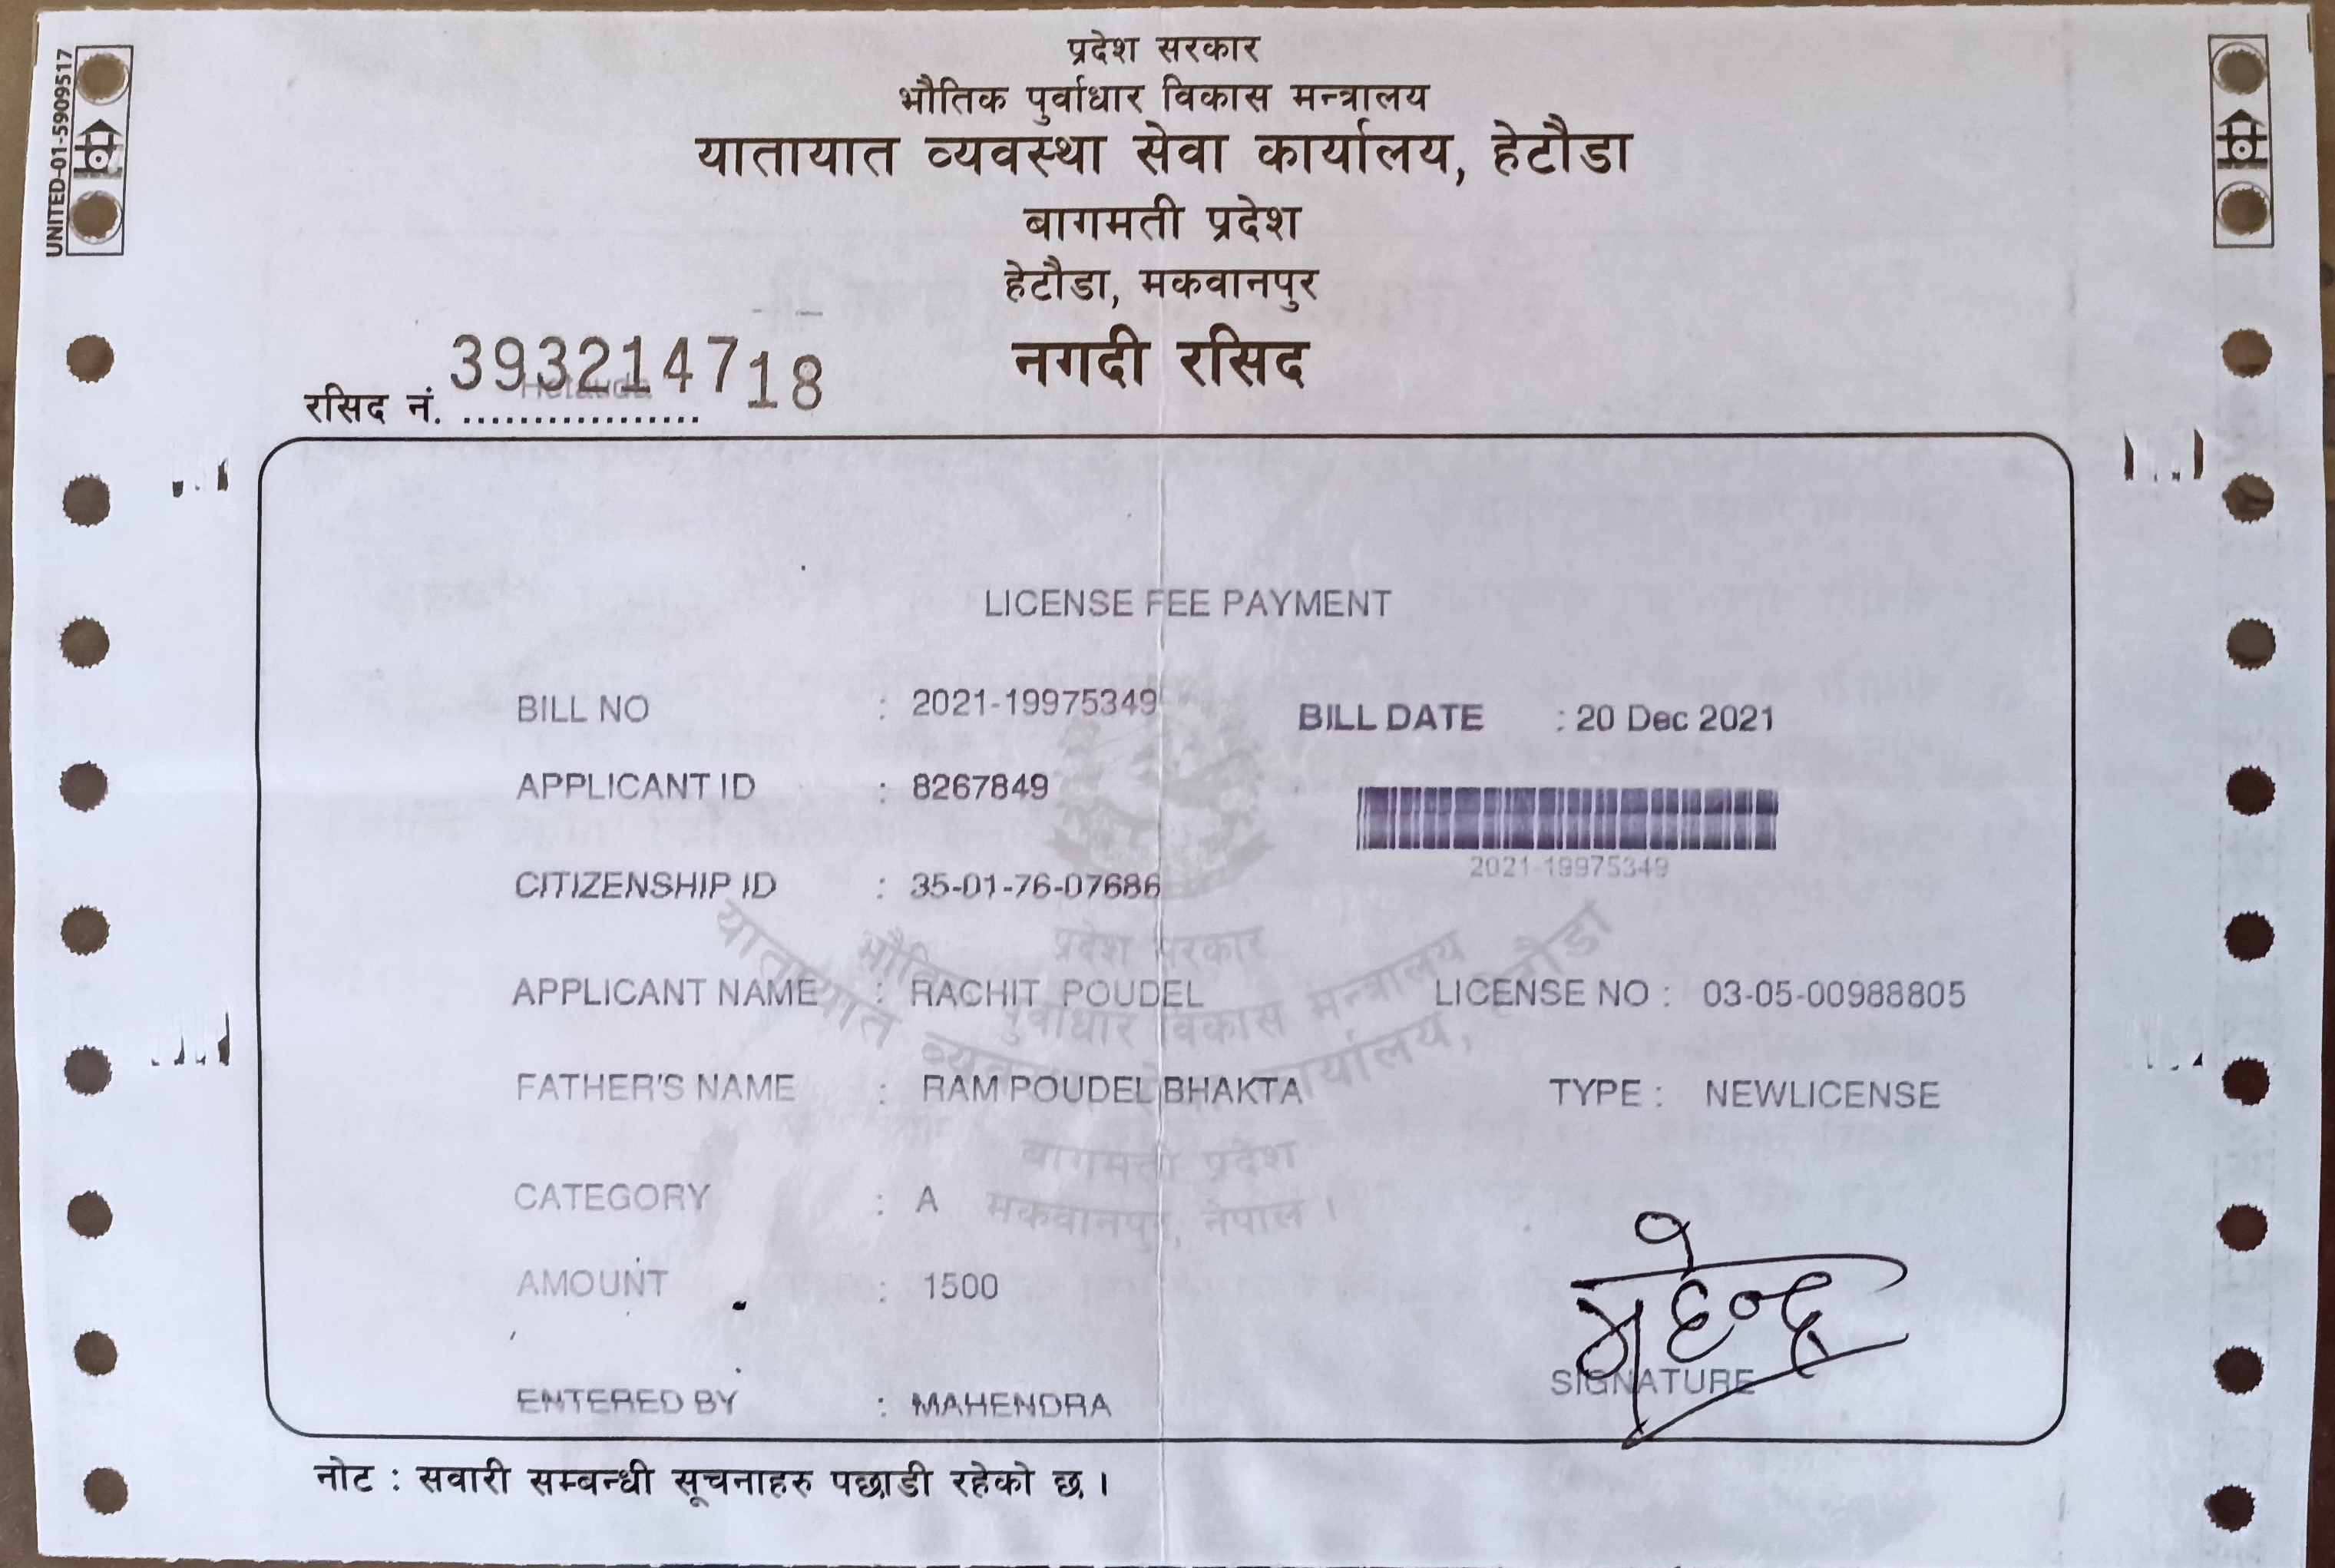 UNITED-01-5909517
प्रदेश सरकार
भौतिक पुर्वाधार विकास मन्त्रालय
यातायात व्यवस्था सेवा कार्यालय, हेटौडा
बागमती प्रदेश
हेटौडा, मकवानपुर
नगदी रसिद
रसिद नं. .................. 393214718
Hetauda
LICENSE FEE PAYMENT
BILL NO : 2021-19975349 BILL DATE : 20 Dec 2021
APPLICANT ID : 8267849
2021-19975349
CITIZENSHIP ID : 35-01-76-07686
प्रदेश सरकार
भौतिक पुर्वाधार विकास मन्त्रालय
यातायात व्यवस्था सेवा कार्यालय, हेटौडा
APPLICANT NAME : RACHIT POUDEL LICENSE NO : 03-05-00988805
FATHER'S NAME : RAM POUDEL BHAKTA TYPE : NEWLICENSE
बागमती प्रदेश
मकवानपुर, नेपाल ।
CATEGORY : A
AMOUNT : 1500
महेन्द्र
SIGNATURE
ENTERED BY : MAHENDRA
नोट : सवारी सम्बन्धी सूचनाहरु पछाडी रहेको छ ।